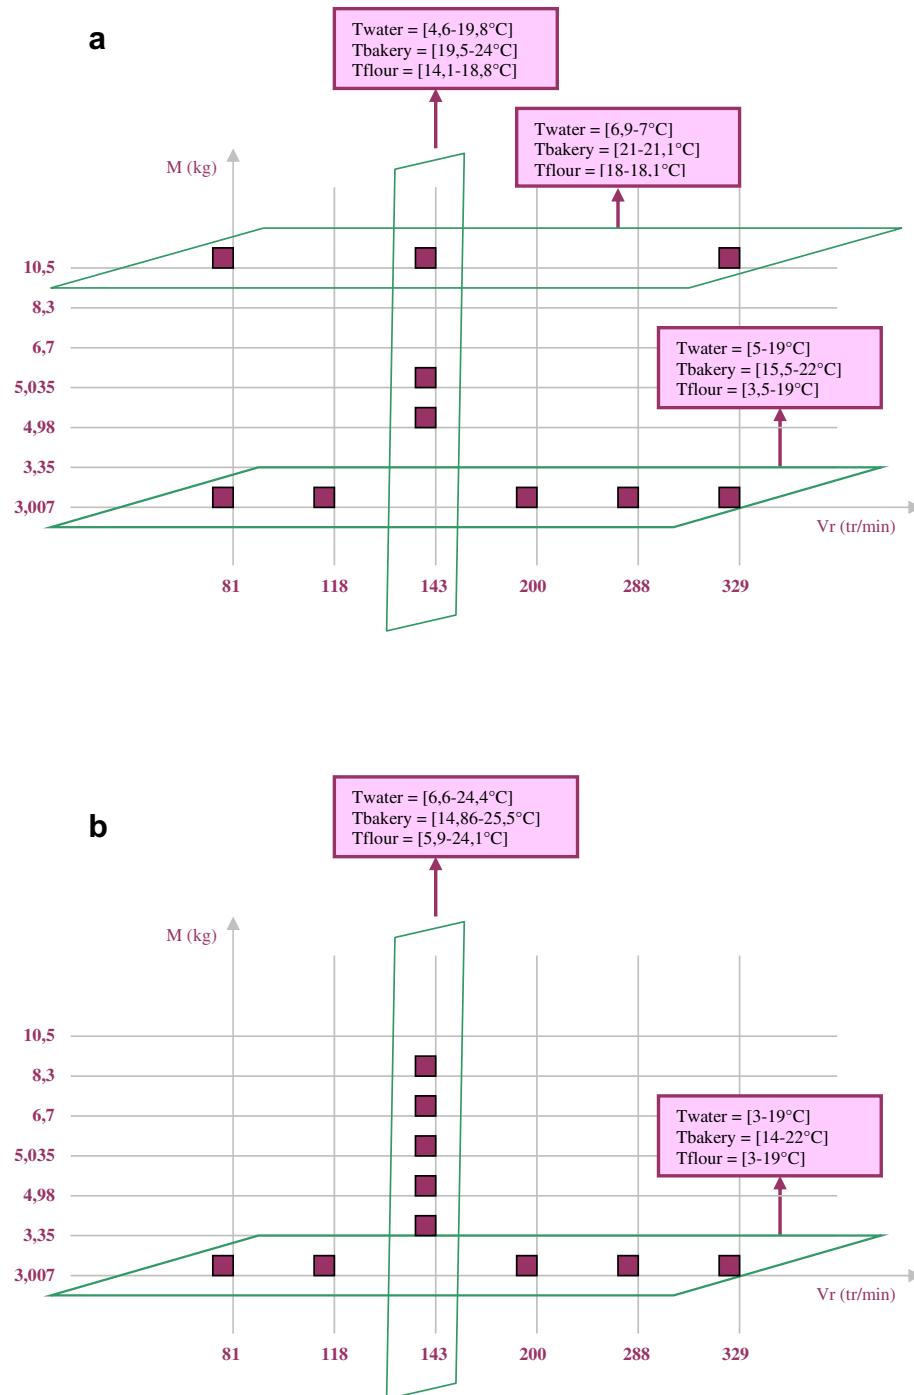 a
Twater = [4,6-19,8°C]
Tbakery = [19,5-24°C]
Tflour = [14,1-18,8°C]
Twater = [6,9-7°C]
Tbakery = [21-21,1°C]
Tflour = [18-18,1°C]
M (kg)
10,5
8,3
6,7
5,035
4,98
3,35
3,007
Twater = [5-19°C]
Tbakery = [15,5-22°C]
Tflour = [3,5-19°C]
Vr (tr/min)
81 118 143 200 288 329
b
Twater = [6,6-24,4°C]
Tbakery = [14,86-25,5°C]
Tflour = [5,9-24,1°C]
M (kg)
10,5
8,3
6,7
5,035
4,98
3,35
3,007
Twater = [3-19°C]
Tbakery = [14-22°C]
Tflour = [3-19°C]
Vr (tr/min)
81 118 143 200 288 329